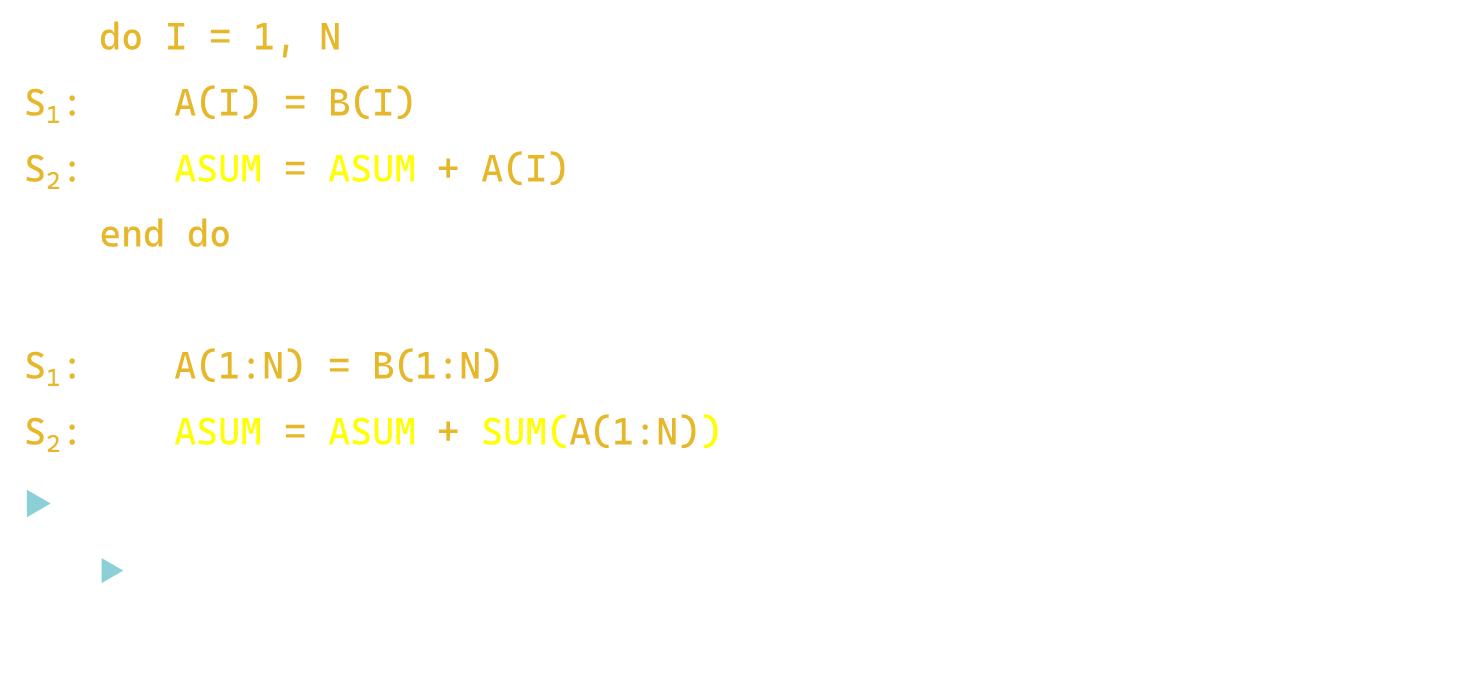 do I = 1, N
S₁: A(I) = B(I)
S₂: ASUM = ASUM + A(I)
end do
S₁: A(1:N) = B(1:N)
S₂: ASUM = ASUM + SUM(A(1:N))